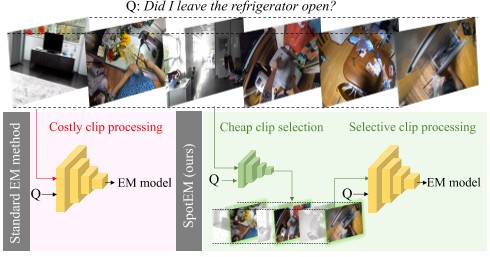 Q: Did I leave the refrigerator open?
Standard EM method
Costly clip processing
Q
EM model
SpotEM (ours)
Cheap clip selection
Q
Selective clip processing
Q
EM model